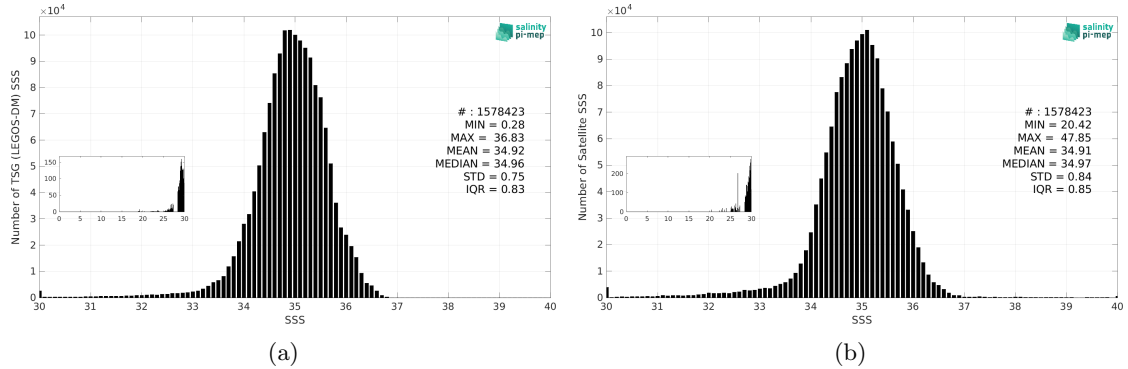 ×10⁴
salinity
pi-mep
Number of TSG (LEGOS-DM) SSS
10
9
8
7
6
5
4
3
2
1
0
# : 1578423
MIN = 0.28
MAX = 36.83
MEAN = 34.92
MEDIAN = 34.96
STD = 0.75
IQR = 0.83
150
100
50
0
0 5 10 15 20 25 30
30 31 32 33 34 35 36 37 38 39 40
SSS
(a)
×10⁴
salinity
pi-mep
Number of Satellite SSS
10
9
8
7
6
5
4
3
2
1
0
# : 1578423
MIN = 20.42
MAX = 47.85
MEAN = 34.91
MEDIAN = 34.97
STD = 0.84
IQR = 0.85
200
100
0
0 5 10 15 20 25 30
30 31 32 33 34 35 36 37 38 39 40
SSS
(b)